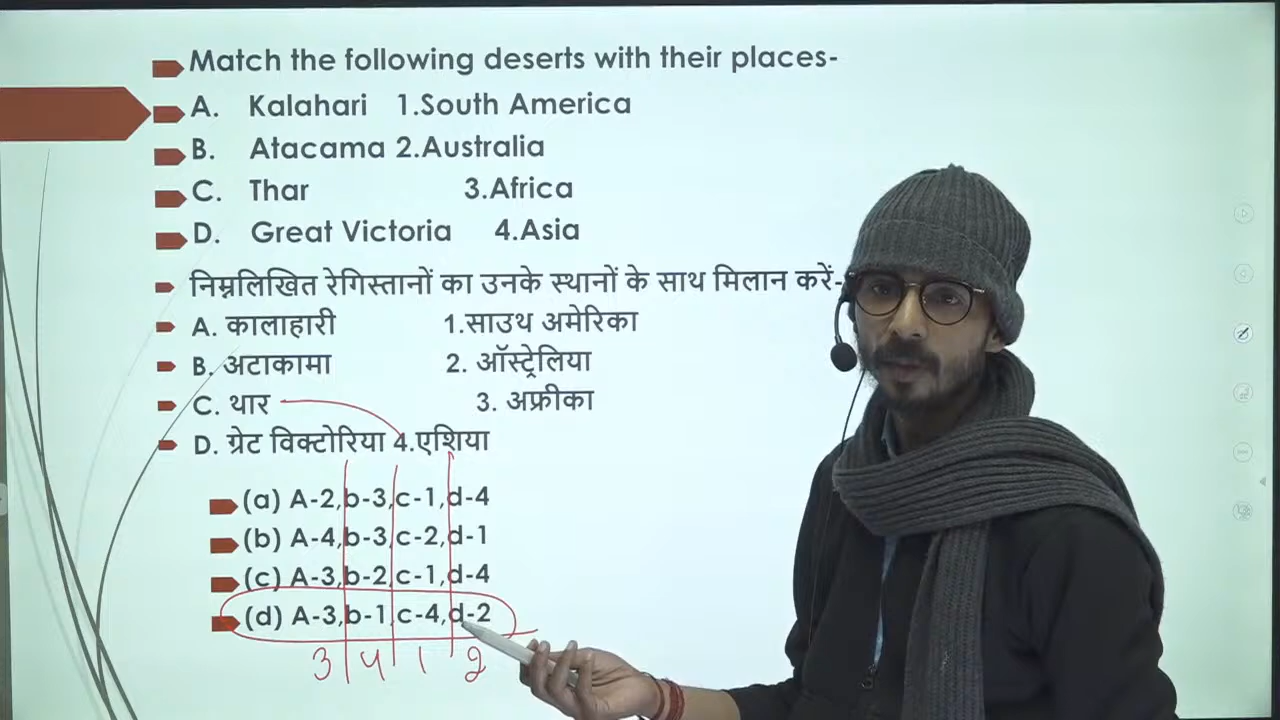 Match the following deserts with their places-
A. Kalahari 1.South America
B. Atacama 2.Australia
C. Thar 3.Africa
D. Great Victoria 4.Asia
निम्नलिखित रेगिस्तानों का उनके स्थानों के साथ मिलान करें-
A. कालाहारी 1.साउथ अमेरिका
B. अटाकामा 2. ऑस्ट्रेलिया
C. थार 3. अफ्रीका
D. ग्रेट विक्टोरिया 4.एशिया
(a) A-2,b-3,c-1,d-4
(b) A-4,b-3,c-2,d-1
(c) A-3,b-2,c-1,d-4
(d) A-3,b-1,c-4,d-2
3 4 1 2